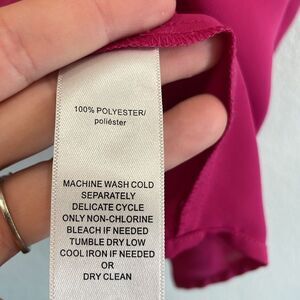 100% POLYESTER/
poliéster
MACHINE WASH COLD
SEPARATELY
DELICATE CYCLE
ONLY NON-CHLORINE
BLEACH IF NEEDED
TUMBLE DRY LOW
COOL IRON IF NEEDED
OR
DRY CLEAN